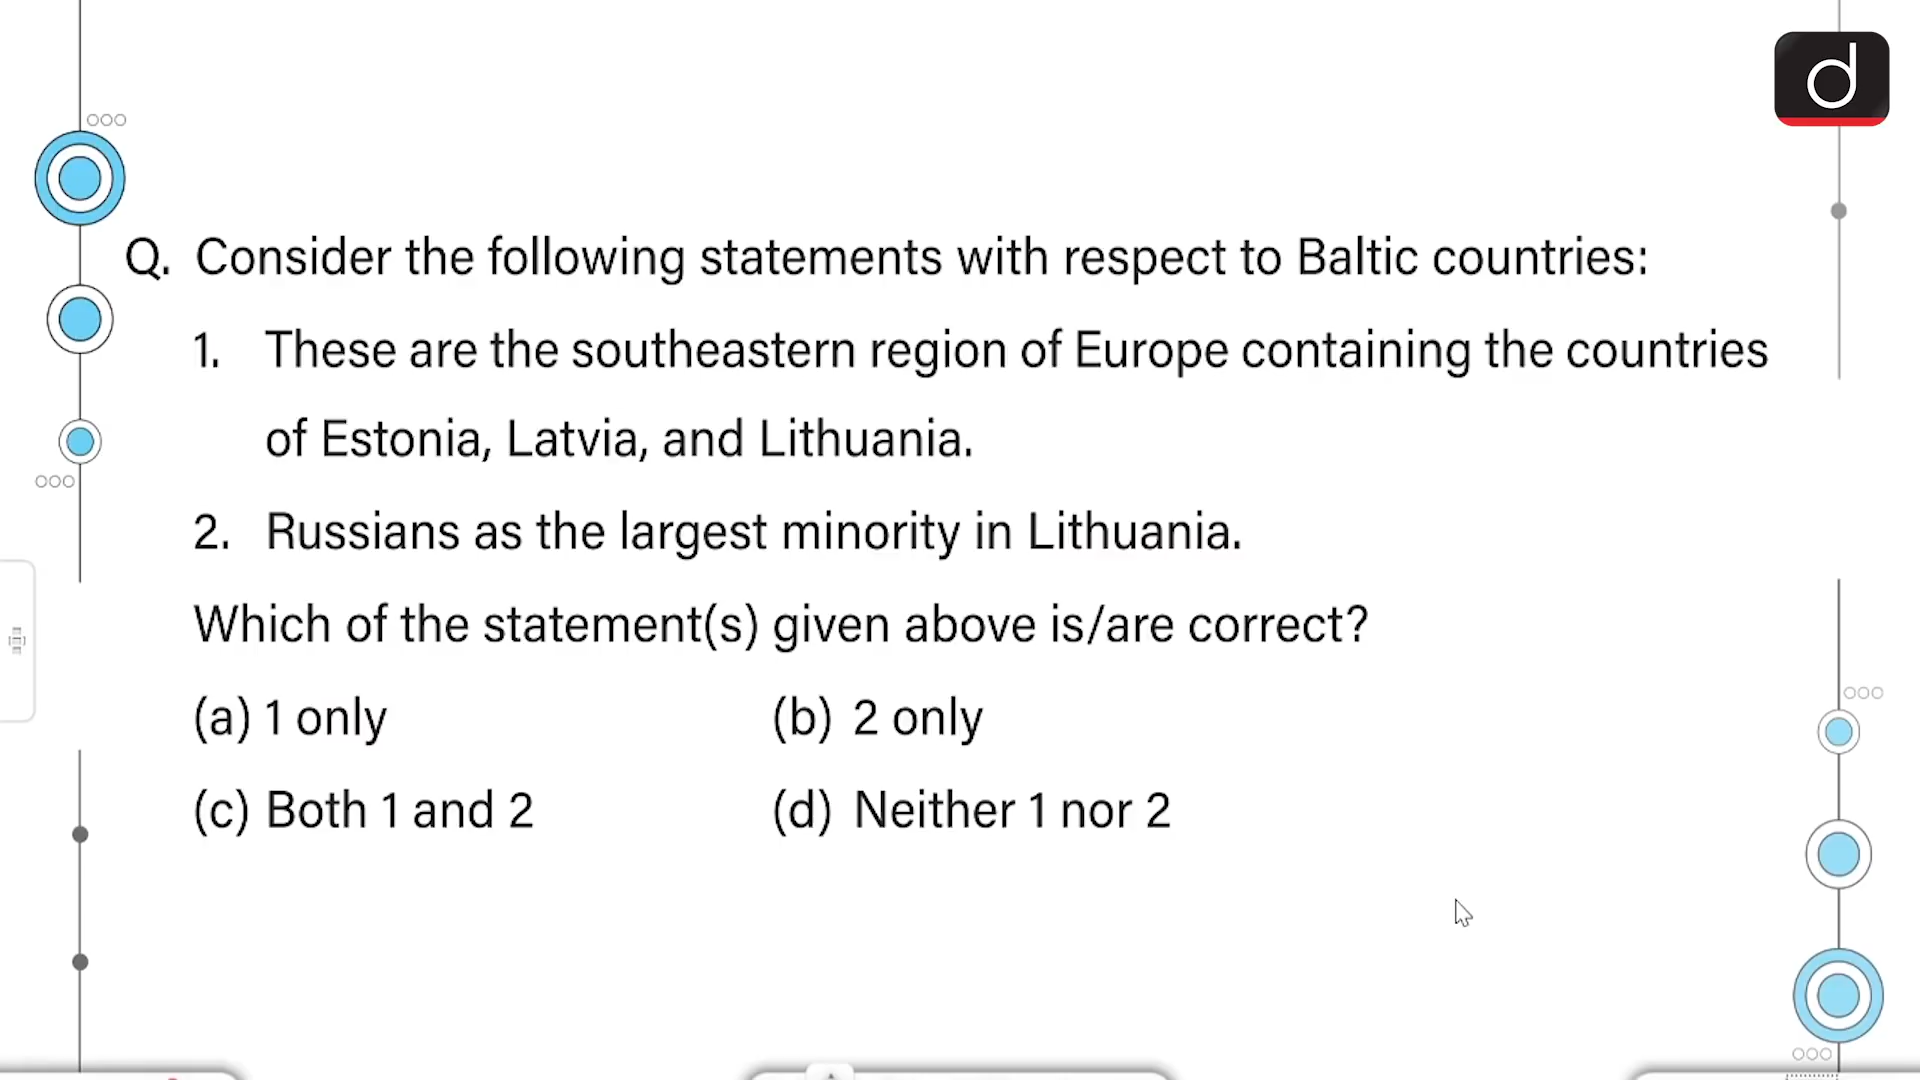 d
Q. Consider the following statements with respect to Baltic countries:
1. These are the southeastern region of Europe containing the countries
of Estonia, Latvia, and Lithuania.
2. Russians as the largest minority in Lithuania.
Which of the statement(s) given above is/are correct?
(a) 1 only (b) 2 only
(c) Both 1 and 2 (d) Neither 1 nor 2